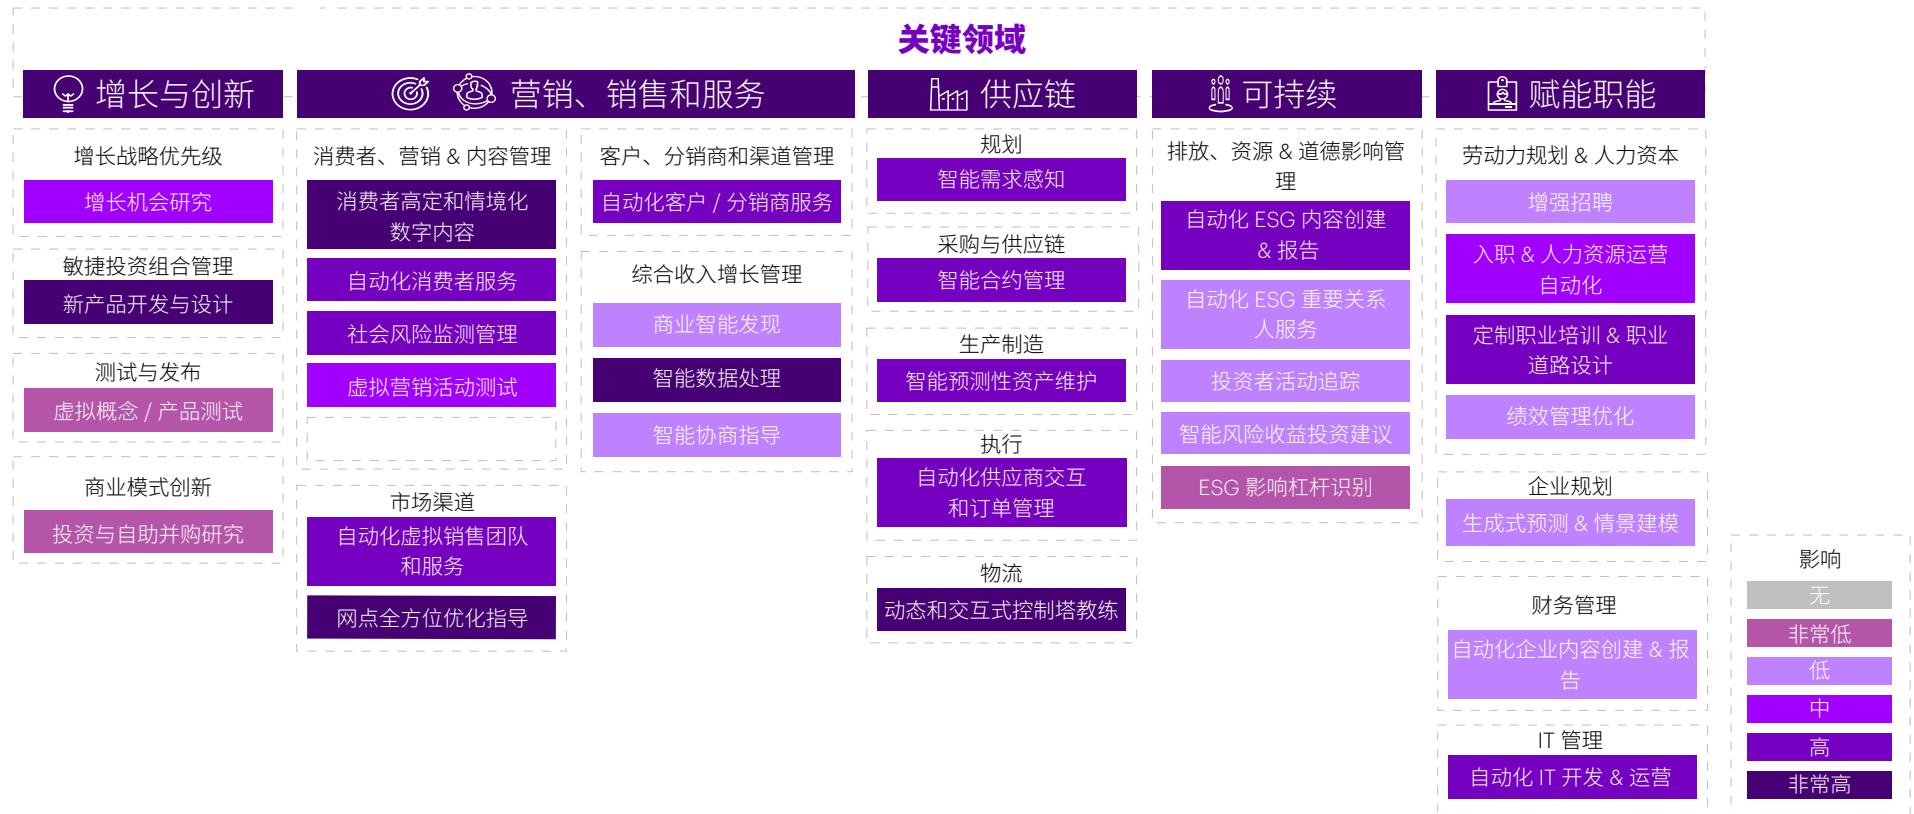 关键领域
增长与创新
增长战略优先级
增长机会研究
敏捷投资组合管理
新产品开发与设计
测试与发布
虚拟概念 / 产品测试
商业模式创新
投资与自助并购研究
营销、销售和服务
消费者、营销 & 内容管理
消费者高定和情境化
数字内容
自动化消费者服务
社会风险监测管理
虚拟营销活动测试
市场渠道
自动化虚拟销售团队
和服务
网点全方位优化指导
客户、分销商和渠道管理
自动化客户 / 分销商服务
综合收入增长管理
商业智能发现
智能数据处理
智能协商指导
供应链
规划
智能需求感知
采购与供应链
智能合约管理
生产制造
智能预测性资产维护
执行
自动化供应商交互
和订单管理
物流
动态和交互式控制塔教练
可持续
排放、资源 & 道德影响管
理
自动化 ESG 内容创建
& 报告
自动化 ESG 重要关系
人服务
投资者活动追踪
智能风险收益投资建议
ESG 影响杠杆识别
赋能职能
劳动力规划 & 人力资本
增强招聘
入职 & 人力资源运营
自动化
定制职业培训 & 职业
道路设计
绩效管理优化
企业规划
生成式预测 & 情景建模
财务管理
自动化企业内容创建 & 报
告
IT 管理
自动化 IT 开发 & 运营
影响
无
非常低
低
中
高
非常高